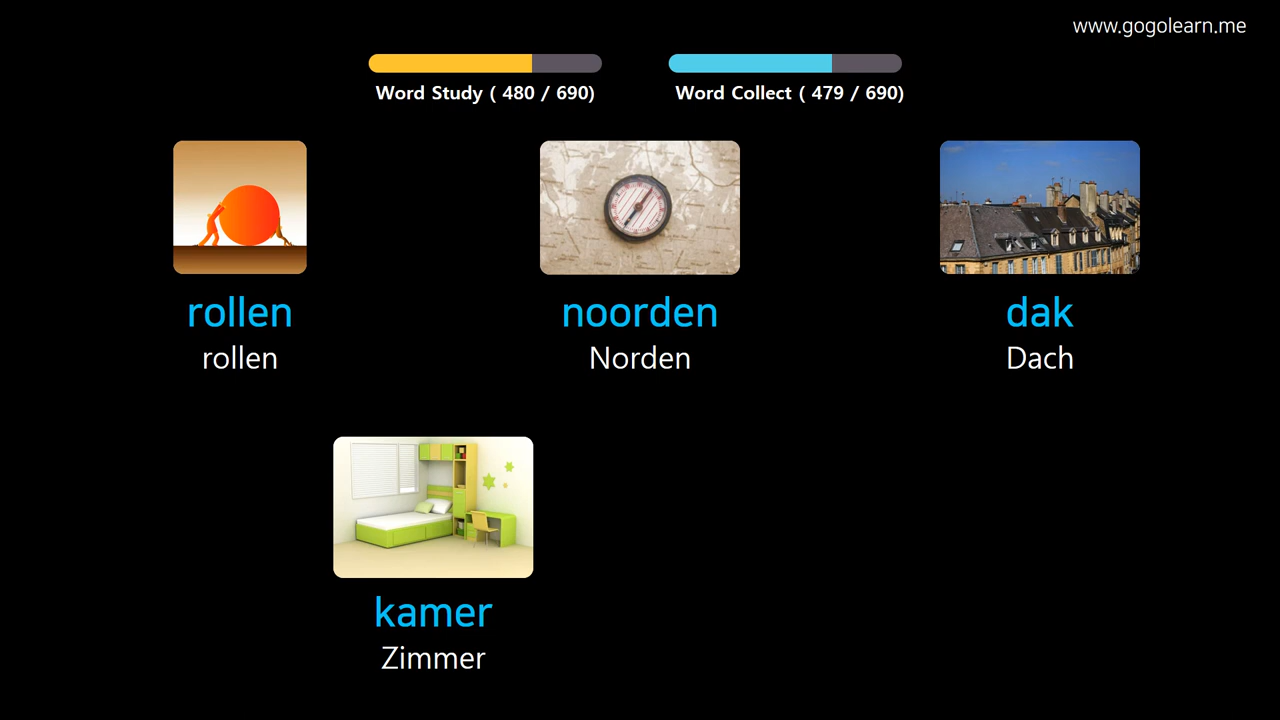 www.gogolearn.me
Word Study ( 480 / 690)
Word Collect ( 479 / 690)
rollen
rollen
noorden
Norden
dak
Dach
kamer
Zimmer